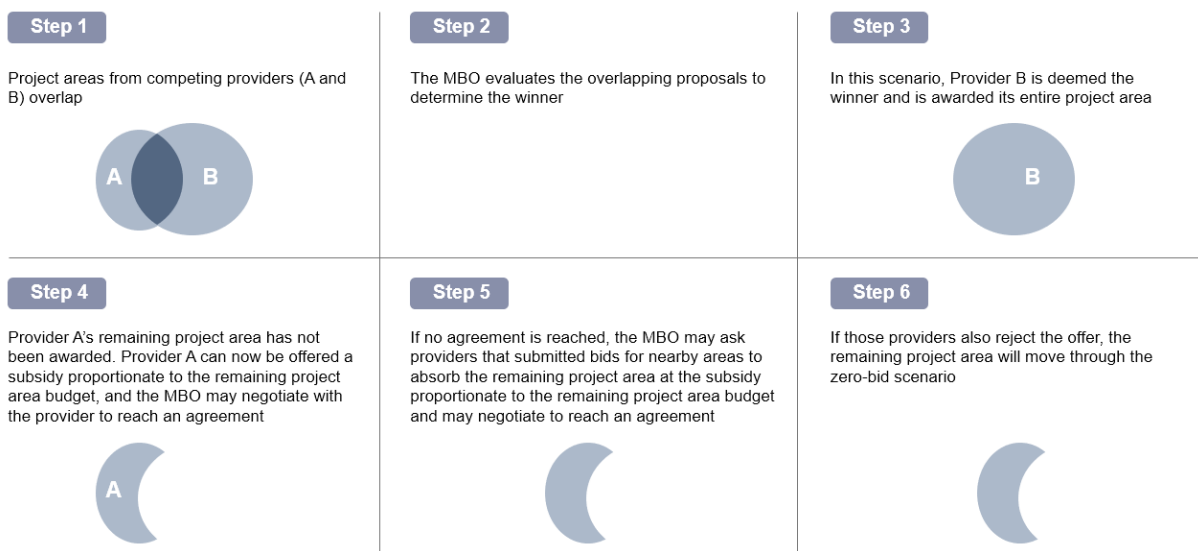 Step 1
Project areas from competing providers (A and
B) overlap
A
B
Step 2
The MBO evaluates the overlapping proposals to
determine the winner
Step 3
In this scenario, Provider B is deemed the
winner and is awarded its entire project area
B
Step 4
Provider A’s remaining project area has not
been awarded. Provider A can now be offered a
subsidy proportionate to the remaining project
area budget, and the MBO may negotiate with
the provider to reach an agreement
A
Step 5
If no agreement is reached, the MBO may ask
providers that submitted bids for nearby areas to
absorb the remaining project area at the subsidy
proportionate to the remaining project area budget
and may negotiate to reach an agreement
Step 6
If those providers also reject the offer, the
remaining project area will move through the
zero-bid scenario